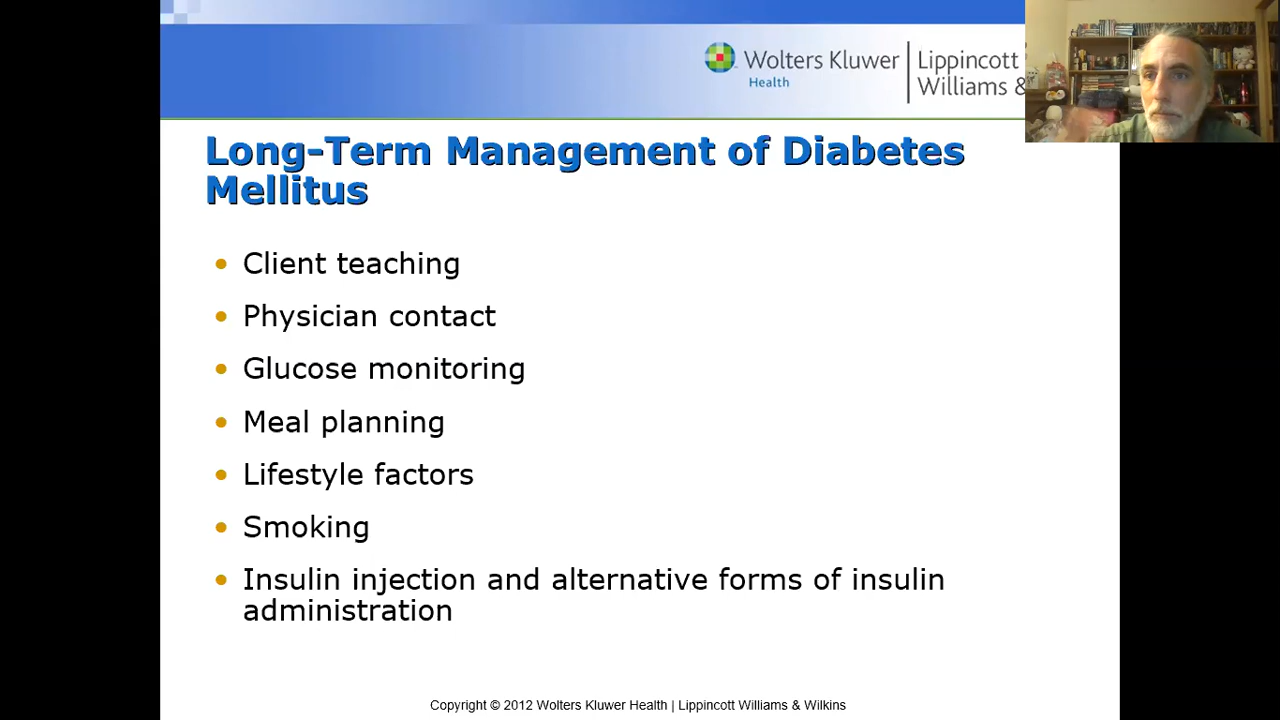 Wolters Kluwer
Health
Lippincott
Williams &
Long-Term Management of Diabetes
Mellitus
• Client teaching
• Physician contact
• Glucose monitoring
• Meal planning
• Lifestyle factors
• Smoking
• Insulin injection and alternative forms of insulin
administration
Copyright © 2012 Wolters Kluwer Health | Lippincott Williams & Wilkins